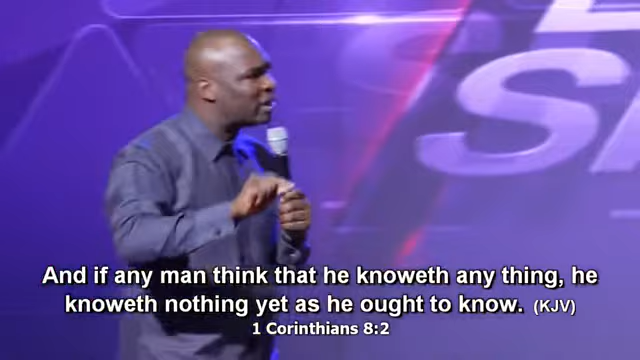 And if any man think that he knoweth any thing, he
knoweth nothing yet as he ought to know. (KJV)
1 Corinthians 8:2